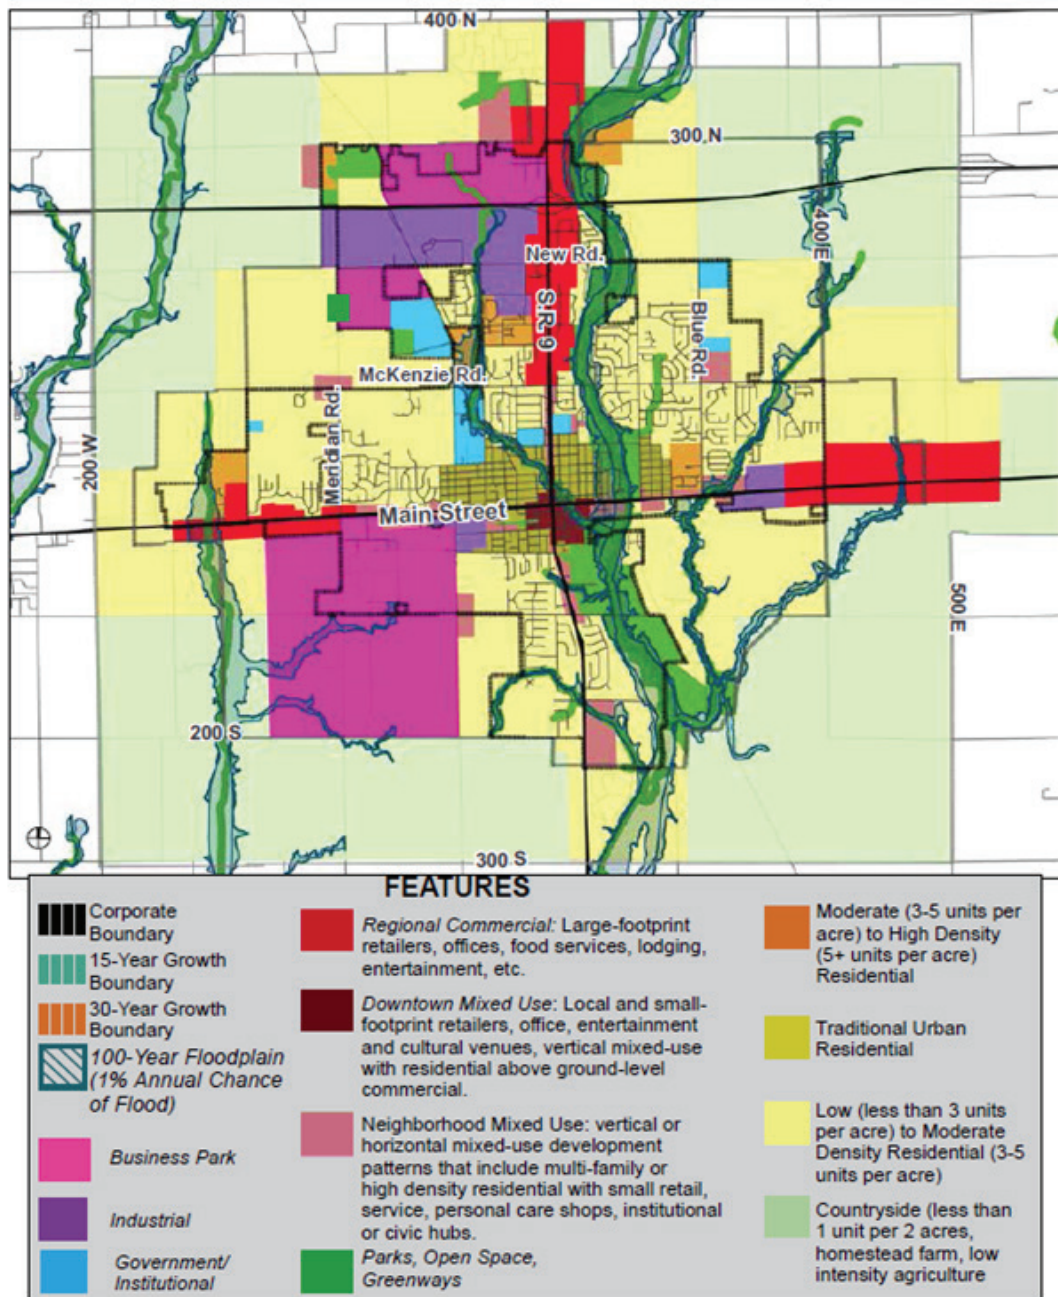 400 N
300 N
400 E
New Rd.
S.R. 9
Blue Rd.
McKenzie Rd.
Meridian Rd.
200 W
Main Street
500 E
200 S
300 S
FEATURES
Corporate
Boundary
15-Year Growth
Boundary
30-Year Growth
Boundary
100-Year Floodplain
(1% Annual Chance
of Flood)
Business Park
Industrial
Government/
Institutional
Regional Commercial: Large-footprint
retailers, offices, food services, lodging,
entertainment, etc.
Downtown Mixed Use: Local and small-
footprint retailers, office, entertainment
and cultural venues, vertical mixed-use
with residential above ground-level
commercial.
Neighborhood Mixed Use: vertical or
horizontal mixed-use development
patterns that include multi-family or
high density residential with small retail,
service, personal care shops, institutional
or civic hubs.
Parks, Open Space,
Greenways
Moderate (3-5 units per
acre) to High Density
(5+ units per acre)
Residential
Traditional Urban
Residential
Low (less than 3 units
per acre) to Moderate
Density Residential (3-5
units per acre)
Countryside (less than
1 unit per 2 acres,
homestead farm, low
intensity agriculture